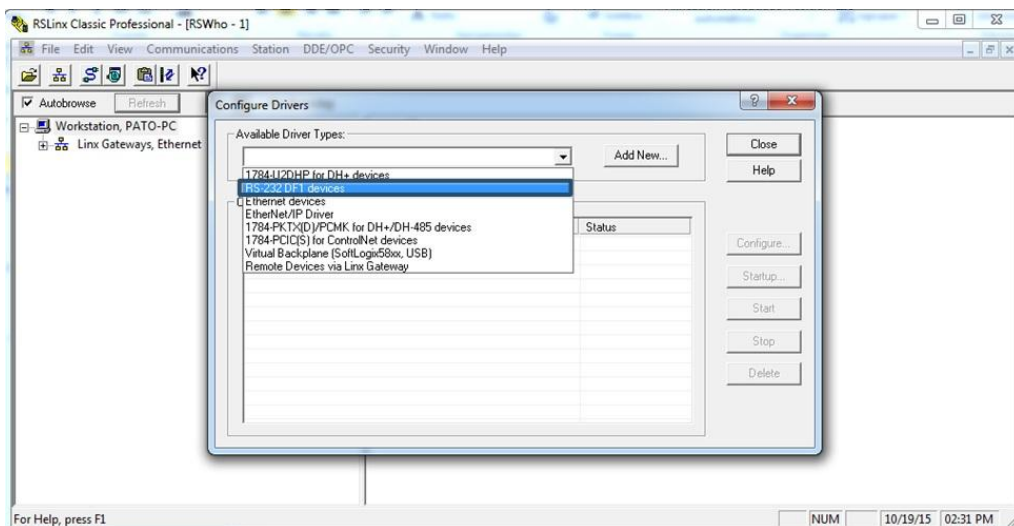 RSLinx Classic Professional - [RSWho - 1]
File Edit View Communications Station DDE/OPC Security Window Help
Autobrowse Refresh
Workstation, PATO-PC
Linx Gateways, Ethernet
Configure Drivers
Available Driver Types:
Add New...
Close
Help
1784-U2DHP for DH+ devices
RS-232 DF1 devices
Ethernet devices
EtherNet/IP Driver
1784-PKTX(D)/PCMK for DH+/DH-485 devices
1784-PCIC(S) for ControlNet devices
Virtual Backplane (SoftLogix58xx, USB)
Remote Devices via Linx Gateway
Status
Configure...
Startup...
Start
Stop
Delete
For Help, press F1
NUM 10/19/15 02:31 PM